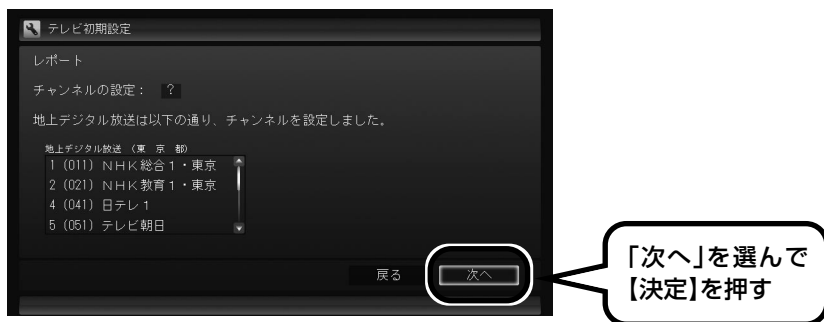 テレビ初期設定
レポート
チャンネルの設定： ?
地上デジタル放送は以下の通り、チャンネルを設定しました。
地上デジタル放送 （東 京 都）
1 (011) ＮＨＫ総合１・東京
2 (021) ＮＨＫ教育１・東京
4 (041) 日テレ１
5 (051) テレビ朝日
戻る 次へ
「次へ」を選んで
【決定】を押す